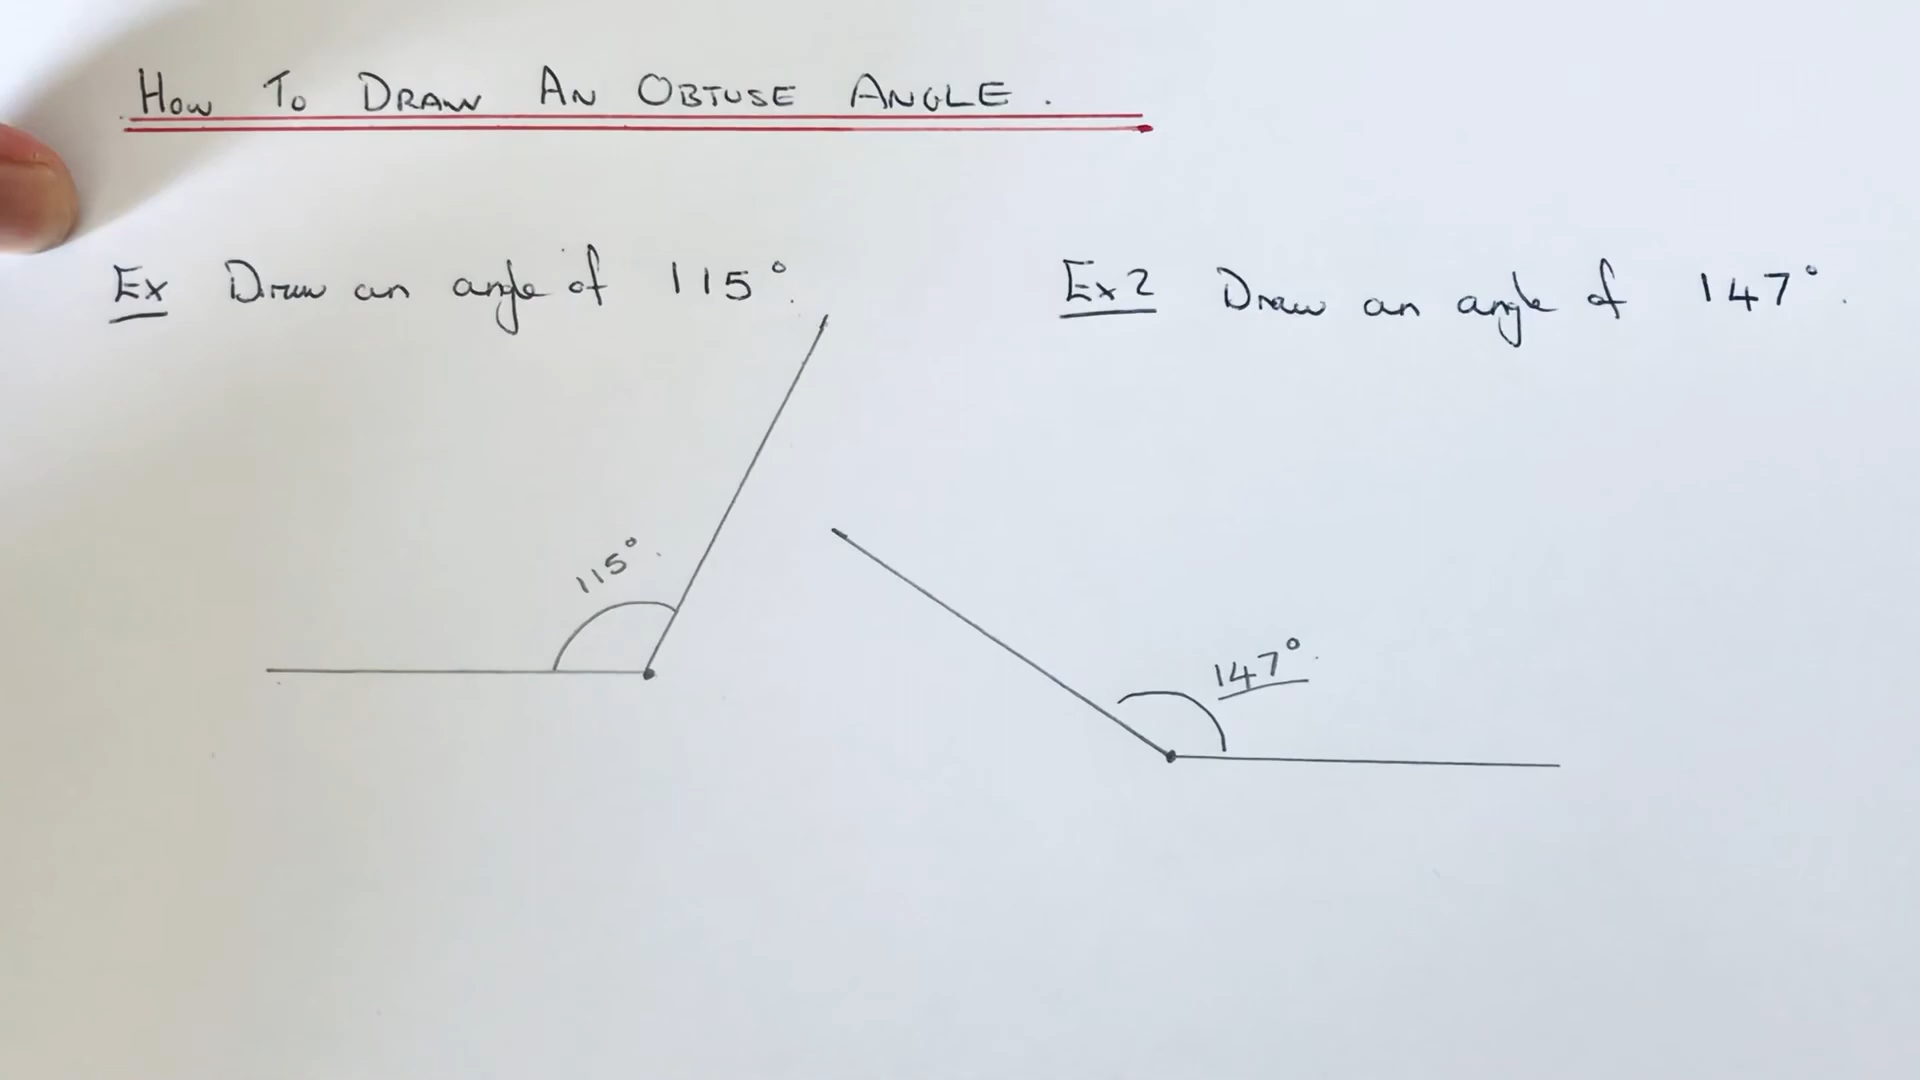 HOW TO DRAW AN OBTUSE ANGLE.
Ex Draw an angle of 115°.
Ex2 Draw an angle of 147°.
115°.
147°.